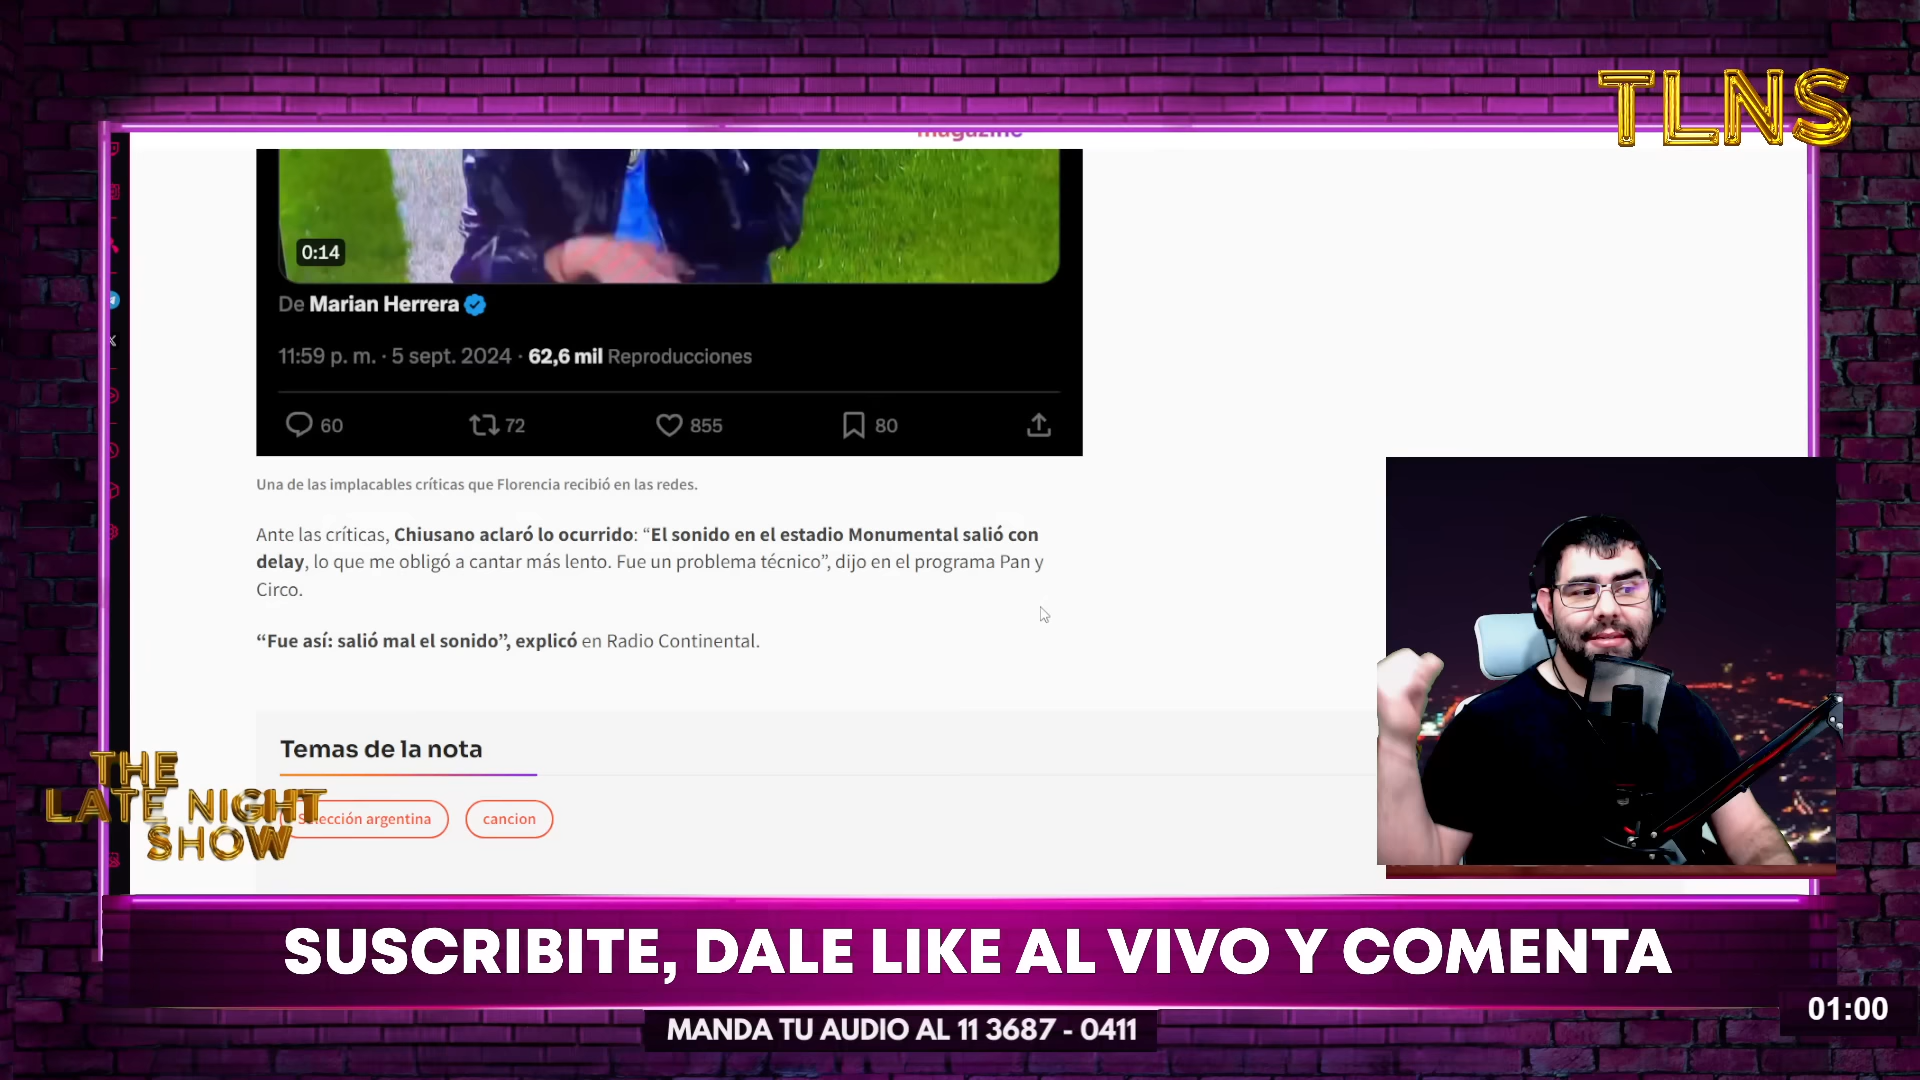 TLNS
magazine
0:14
De Marian Herrera
11:59 p. m. · 5 sept. 2024 · 62,6 mil Reproducciones
60 72 855 80
Una de las implacables críticas que Florencia recibió en las redes.
Ante las críticas, Chiusano aclaró lo ocurrido: “El sonido en el estadio Monumental salió con
delay, lo que me obligó a cantar más lento. Fue un problema técnico”, dijo en el programa Pan y
Circo.
“Fue así: salió mal el sonido”, explicó en Radio Continental.
Temas de la nota
THE
LATE NIGHT
SHOW
Selección argentina
cancion
SUSCRIBITE, DALE LIKE AL VIVO Y COMENTA
01:00
MANDA TU AUDIO AL 11 3687 - 0411